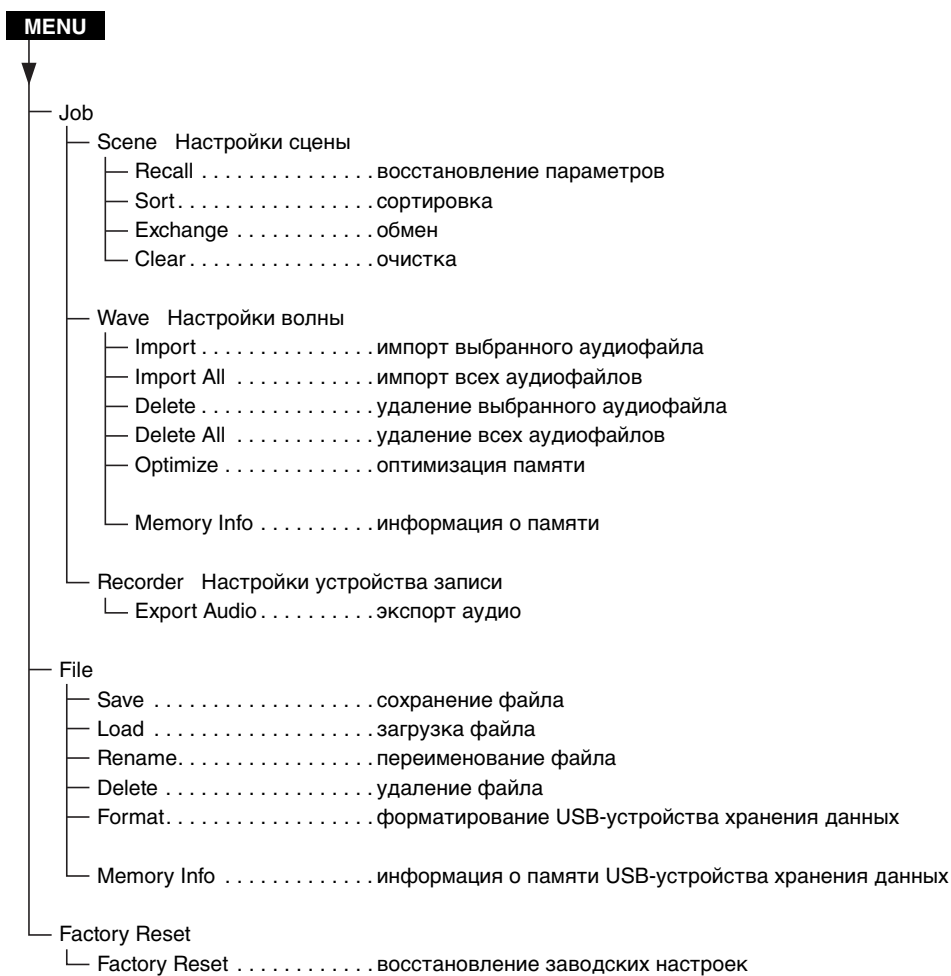 MENU
Job
Scene Настройки сцены
Recall . . . . . . . . . . . . . . . восстановление параметров
Sort. . . . . . . . . . . . . . . . . сортировка
Exchange . . . . . . . . . . . . обмен
Clear. . . . . . . . . . . . . . . . очистка
Wave Настройки волны
Import . . . . . . . . . . . . . . . импорт выбранного аудиофайла
Import All . . . . . . . . . . . . импорт всех аудиофайлов
Delete . . . . . . . . . . . . . . . удаление выбранного аудиофайла
Delete All . . . . . . . . . . . . удаление всех аудиофайлов
Optimize . . . . . . . . . . . . . оптимизация памяти
Memory Info . . . . . . . . . . информация о памяти
Recorder Настройки устройства записи
Export Audio . . . . . . . . . . экспорт аудио
File
Save . . . . . . . . . . . . . . . . . . . сохранение файла
Load . . . . . . . . . . . . . . . . . . . загрузка файла
Rename. . . . . . . . . . . . . . . . . переименование файла
Delete . . . . . . . . . . . . . . . . . . удаление файла
Format. . . . . . . . . . . . . . . . . . форматирование USB-устройства хранения данных
Memory Info . . . . . . . . . . . . . информация о памяти USB-устройства хранения данных
Factory Reset
Factory Reset . . . . . . . . . . . . восстановление заводских настроек